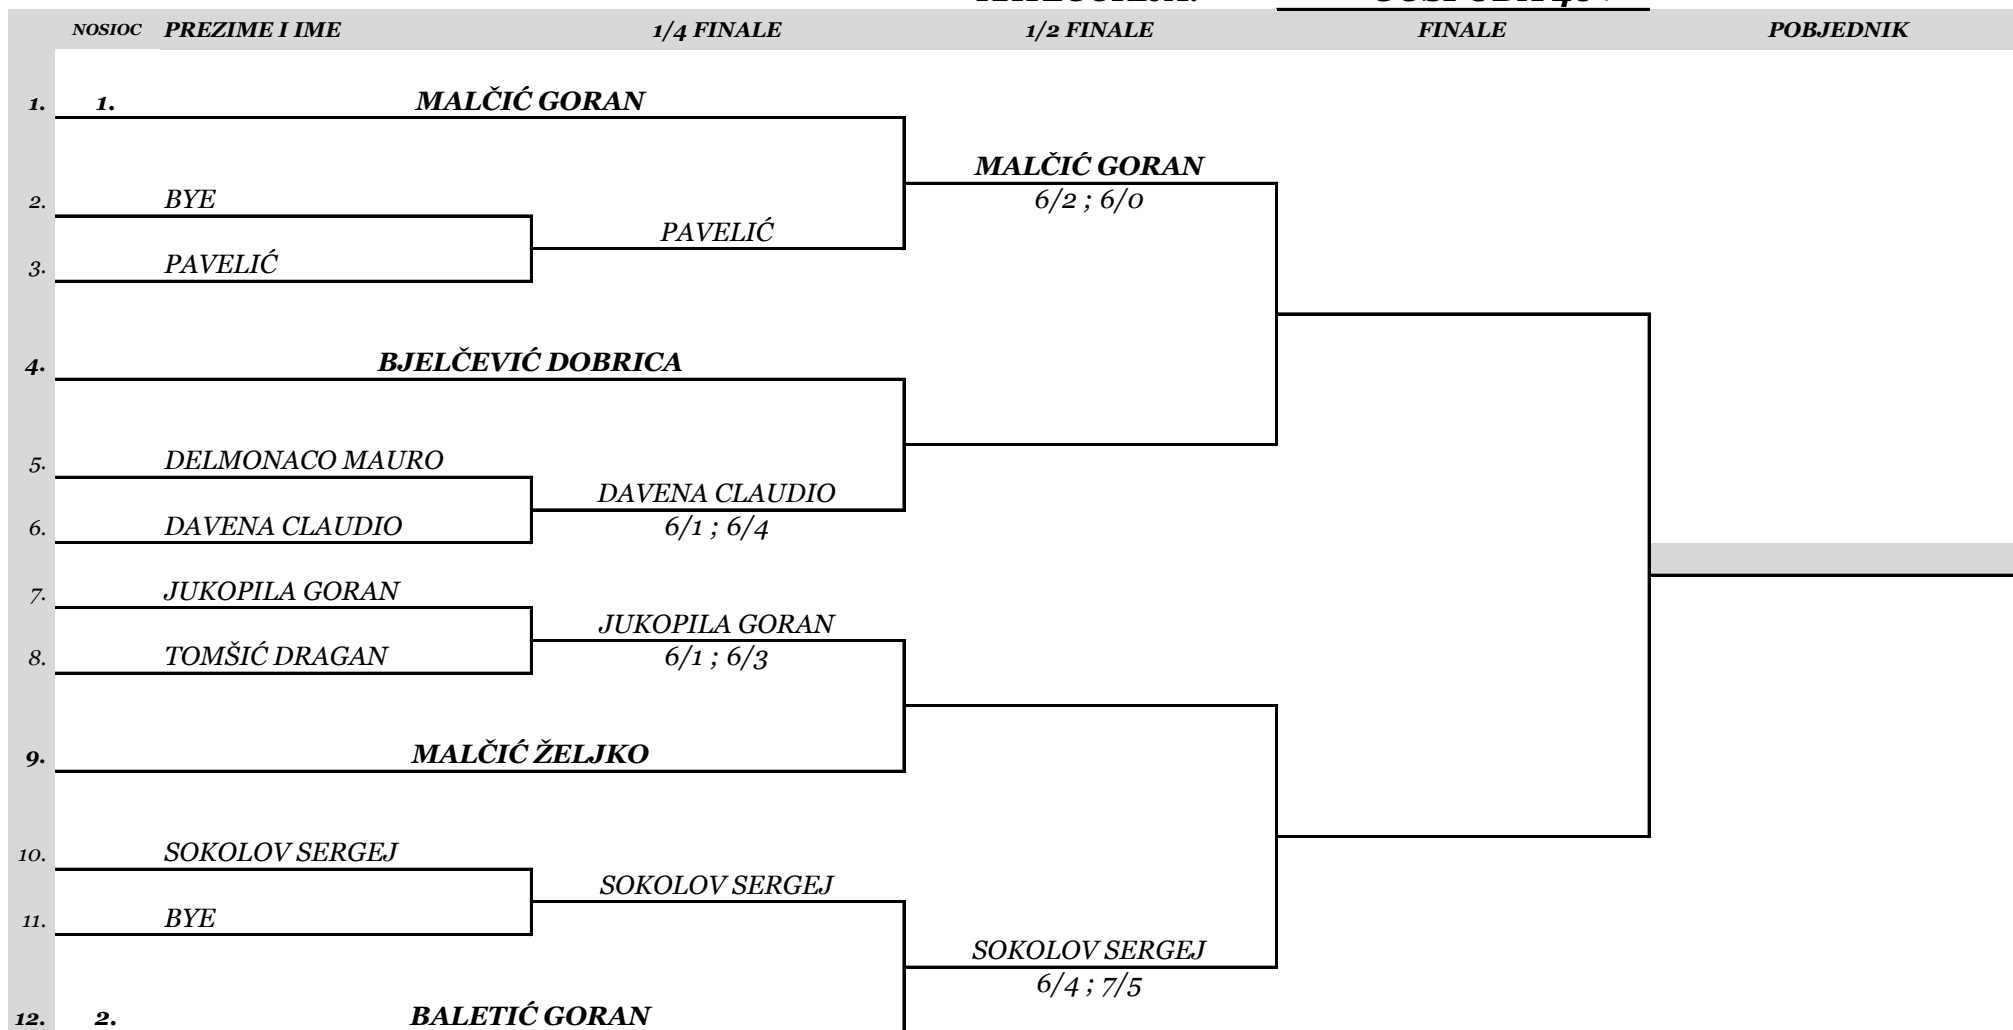 NOSIOC PREZIME I IME 1/4 FINALE 1/2 FINALE FINALE POBJEDNIK
1. 1. MALČIĆ GORAN
MALČIĆ GORAN
2. BYE 6/2 ; 6/0
PAVELIĆ
3. PAVELIĆ
4. BJELČEVIĆ DOBRICA
5. DELMONACO MAURO
DAVENA CLAUDIO
6. DAVENA CLAUDIO 6/1 ; 6/4
7. JUKOPILA GORAN
JUKOPILA GORAN
8. TOMŠIĆ DRAGAN 6/1 ; 6/3
9. MALČIĆ ŽELJKO
10. SOKOLOV SERGEJ
SOKOLOV SERGEJ
11. BYE
SOKOLOV SERGEJ
6/4 ; 7/5
12. 2. BALETIĆ GORAN